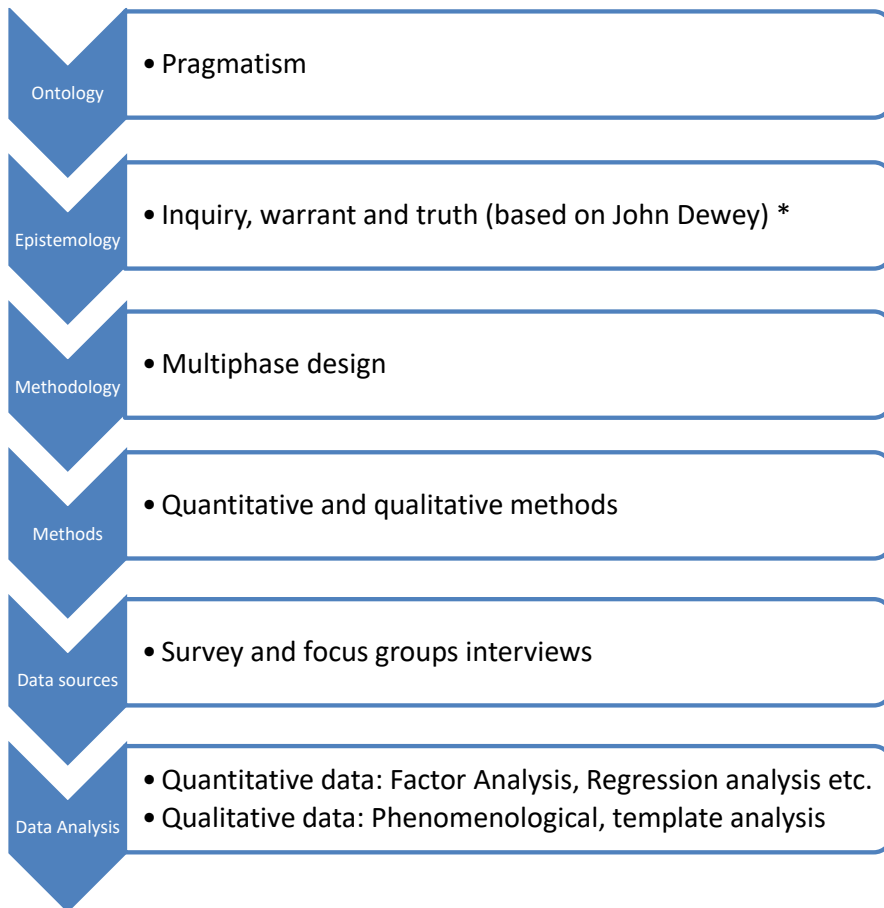 Ontology
• Pragmatism
Epistemology
• Inquiry, warrant and truth (based on John Dewey) *
Methodology
• Multiphase design
Methods
• Quantitative and qualitative methods
Data sources
• Survey and focus groups interviews
Data Analysis
• Quantitative data: Factor Analysis, Regression analysis etc.
• Qualitative data: Phenomenological, template analysis